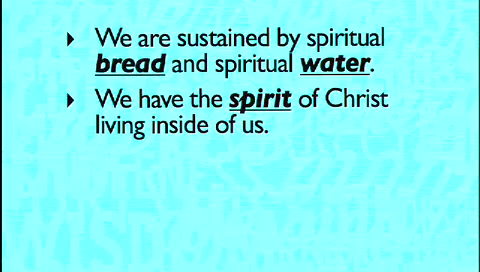 We are sustained by spiritual
bread and spiritual water.
We have the spirit of Christ
living inside of us.